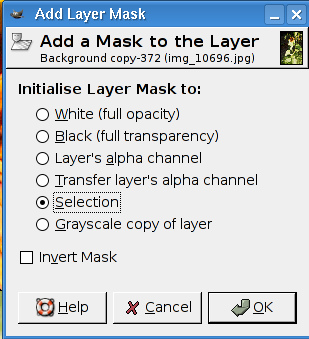 Add Layer Mask
Add a Mask to the Layer
Background copy-372 (img_10696.jpg)
Initialise Layer Mask to:
White (full opacity)
Black (full transparency)
Layer's alpha channel
Transfer layer's alpha channel
Selection
Grayscale copy of layer
Invert Mask
Help
Cancel
OK